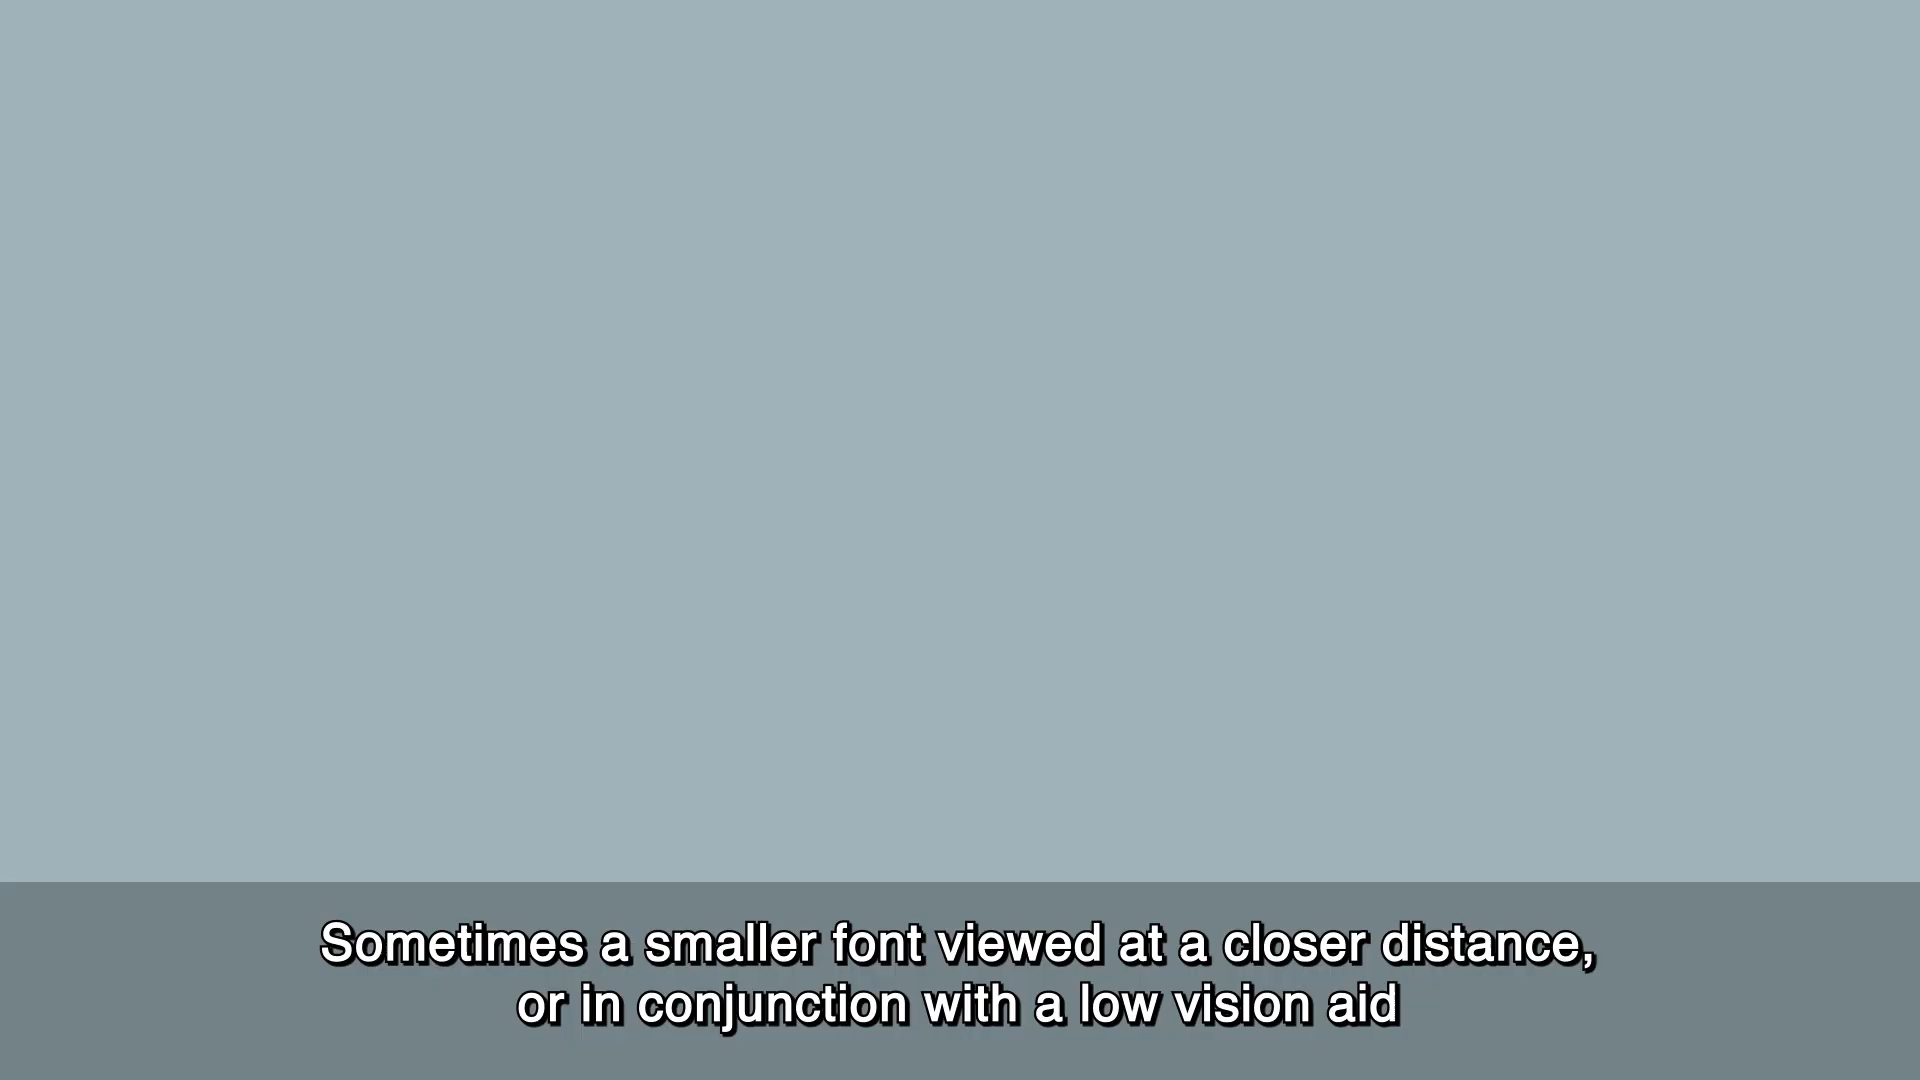 Sometimes a smaller font viewed at a closer distance,
or in conjunction with a low vision aid